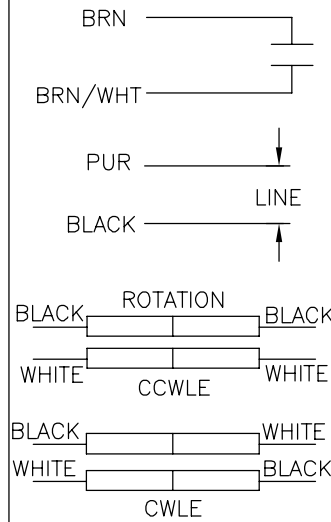 BRN
BRN/WHT
PUR
LINE
BLACK
ROTATION
BLACK BLACK
WHITE WHITE
CCWLE
BLACK WHITE
WHITE BLACK
CWLE